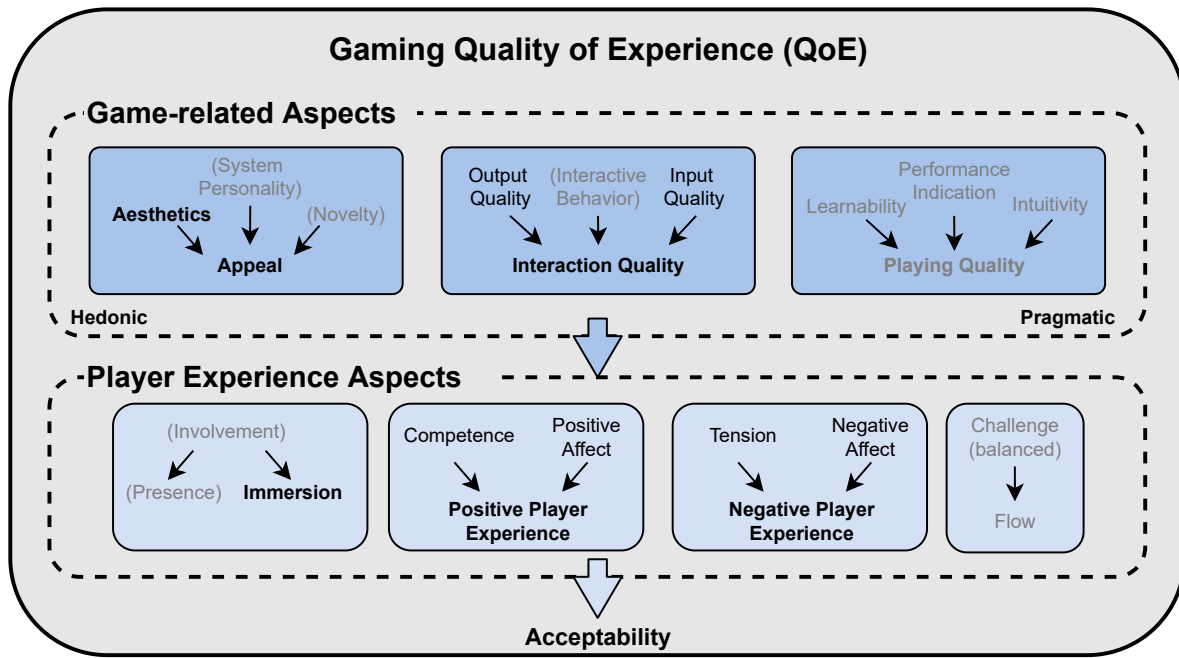 Gaming Quality of Experience (QoE)
Game-related Aspects
(System
Personality)
Aesthetics
(Novelty)
Appeal
Output
Quality
(Interactive
Behavior)
Input
Quality
Interaction Quality
Performance
Indication
Learnability
Intuitivity
Playing Quality
Hedonic
Pragmatic
Player Experience Aspects
(Involvement)
(Presence)
Immersion
Competence
Positive
Affect
Positive Player
Experience
Tension
Negative
Affect
Negative Player
Experience
Challenge
(balanced)
Flow
Acceptability